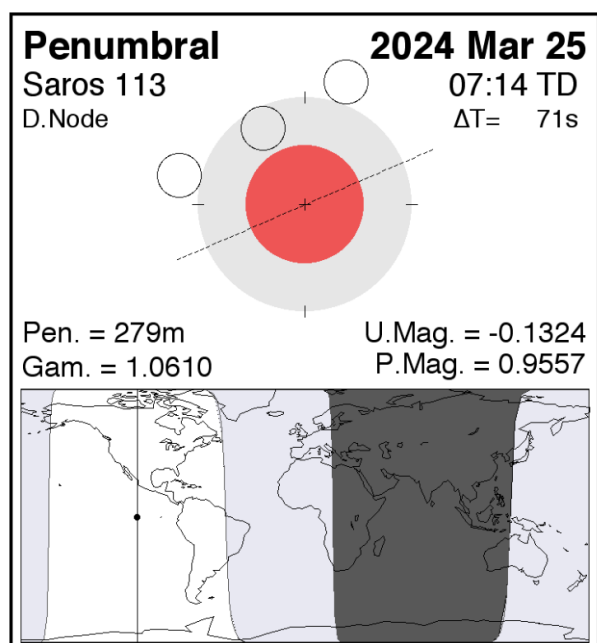 Penumbral 2024 Mar 25
Saros 113 07:14 TD
D.Node ΔT= 71s
Pen. = 279m U.Mag. = -0.1324
Gam. = 1.0610 P.Mag. = 0.9557